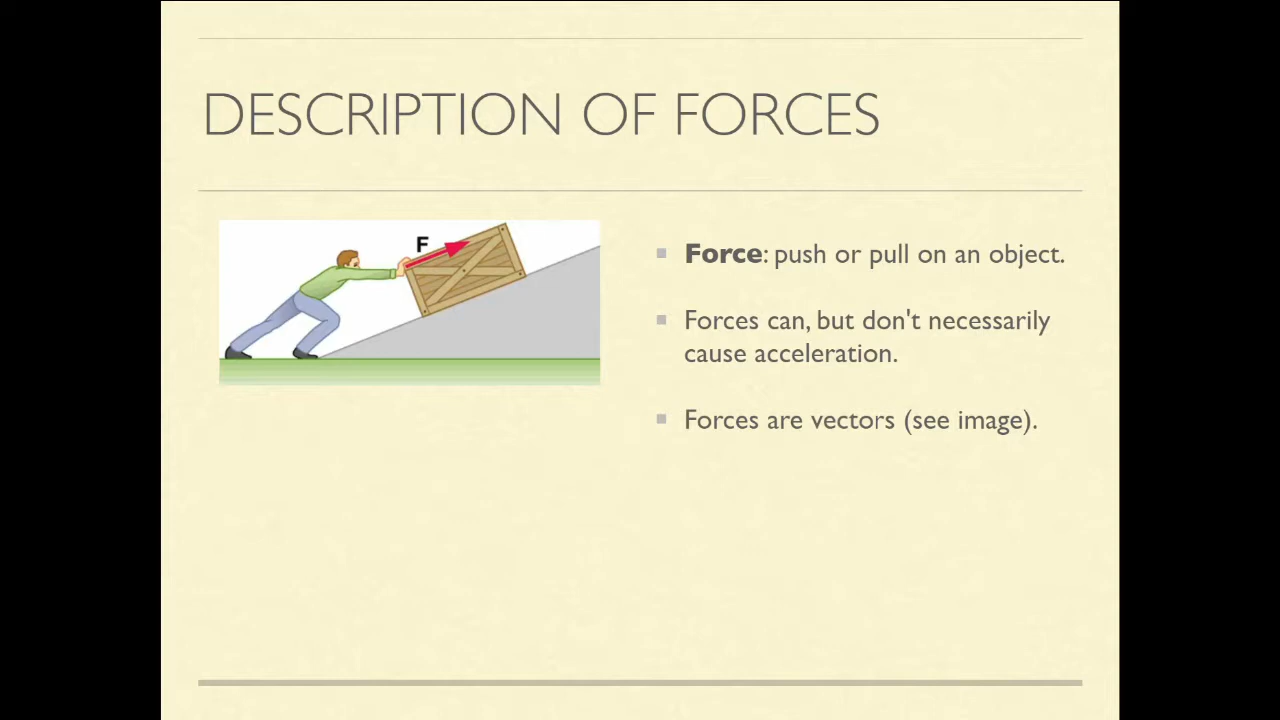 DESCRIPTION OF FORCES
F
Force: push or pull on an object.
Forces can, but don't necessarily
cause acceleration.
Forces are vectors (see image).